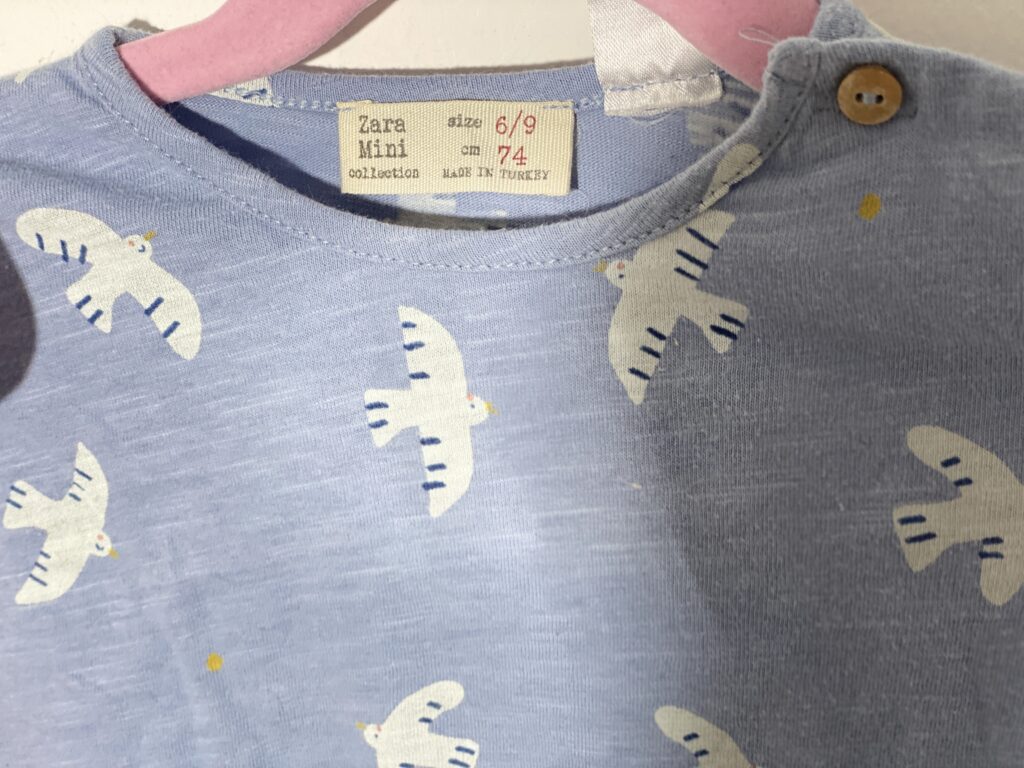 Zara size 6/9
Mini cm 74
collection MADE IN TURKEY